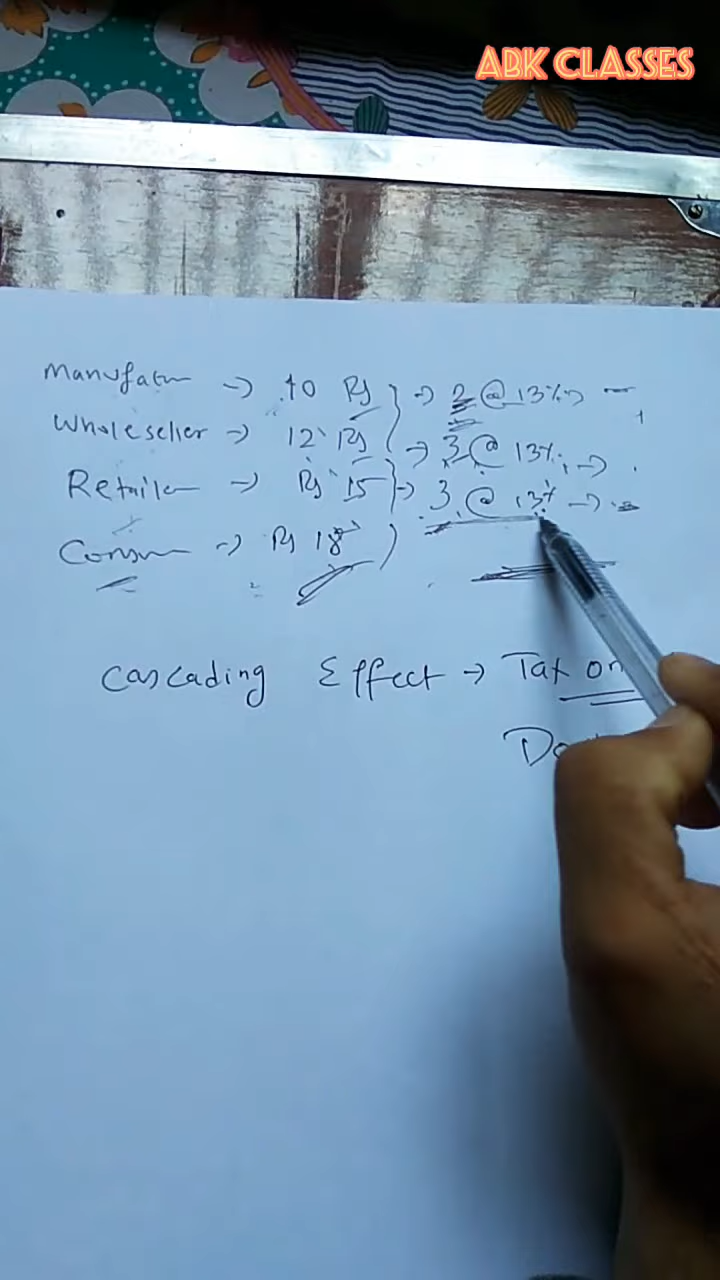 ABK CLASSES
Manufatu → 10 Rs → 2 @ 13% →
Wholeseller → 12 Rs → 3 @ 13% →
Retailer → Rs 15 → 3 @ 13% →
Consum → Rs 18
Cascading Effect → Tax on